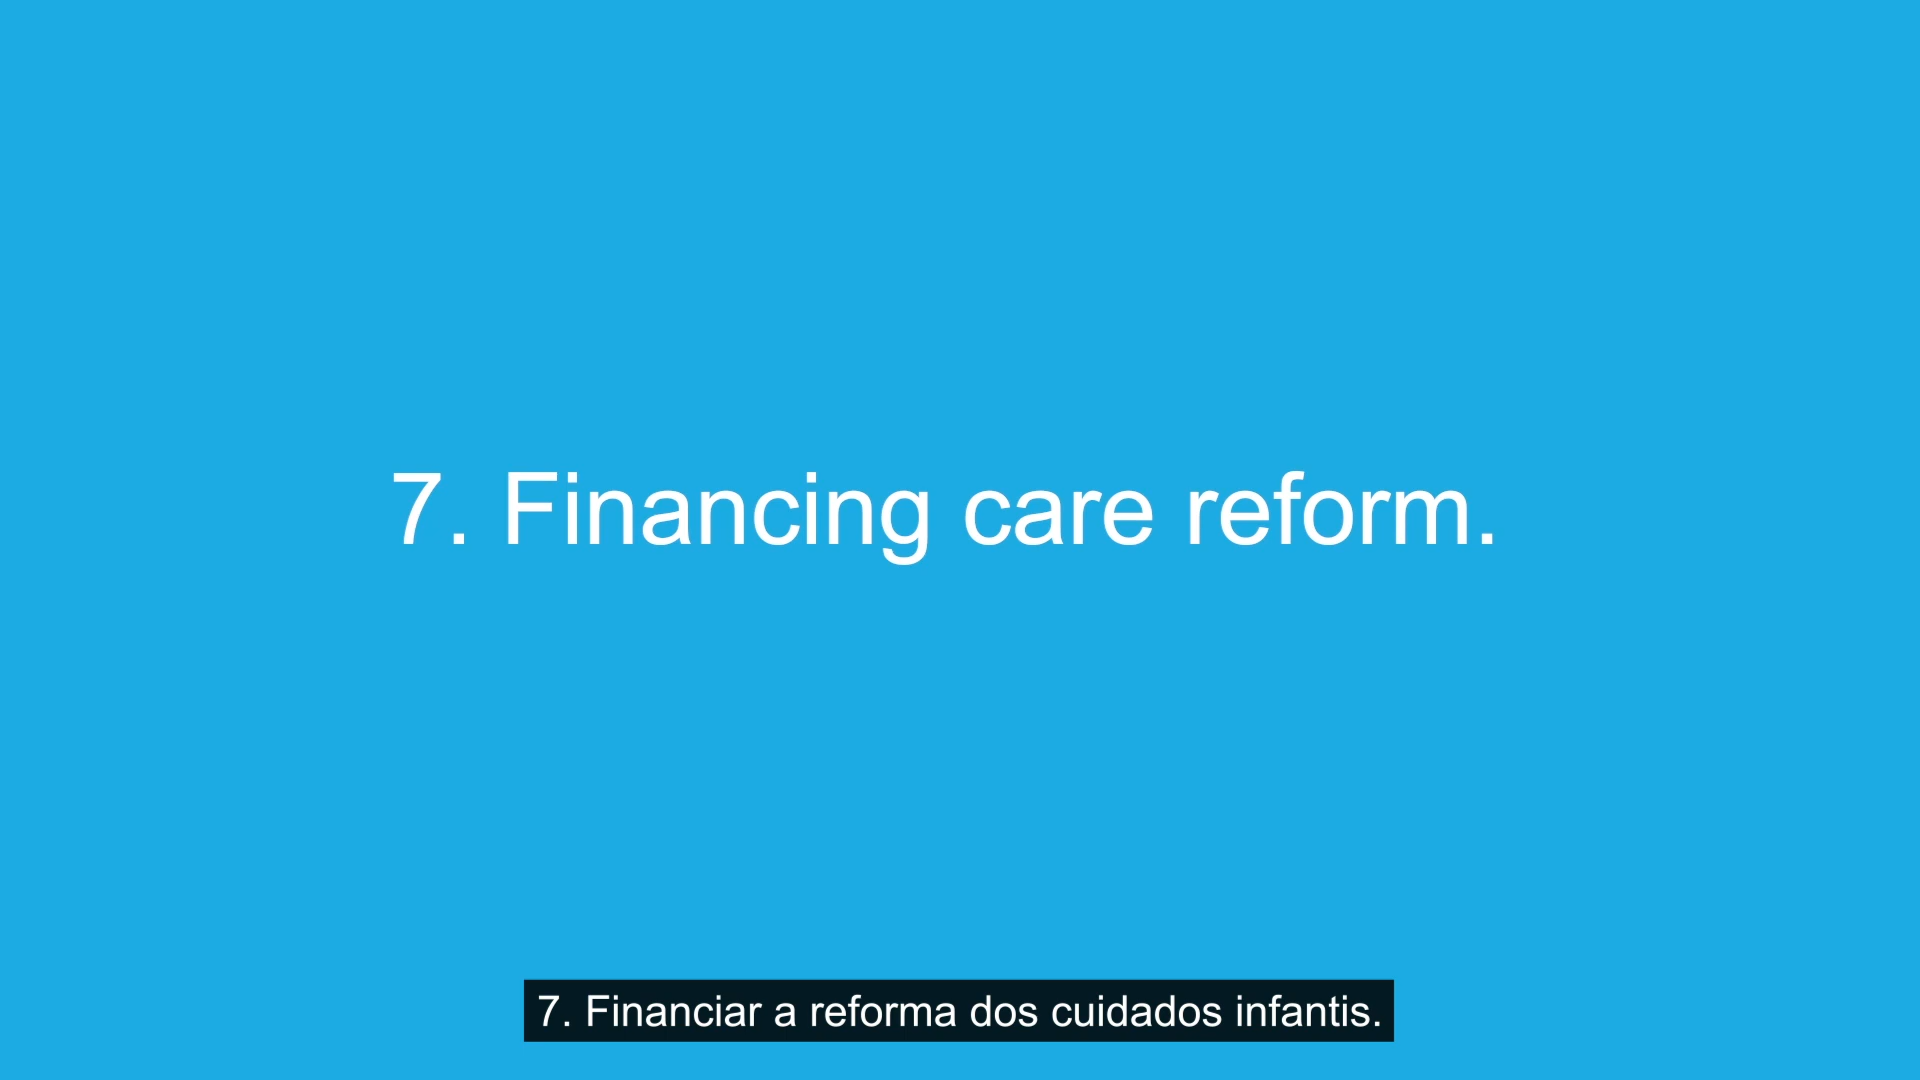 7. Financing care reform.
7. Financiar a reforma dos cuidados infantis.